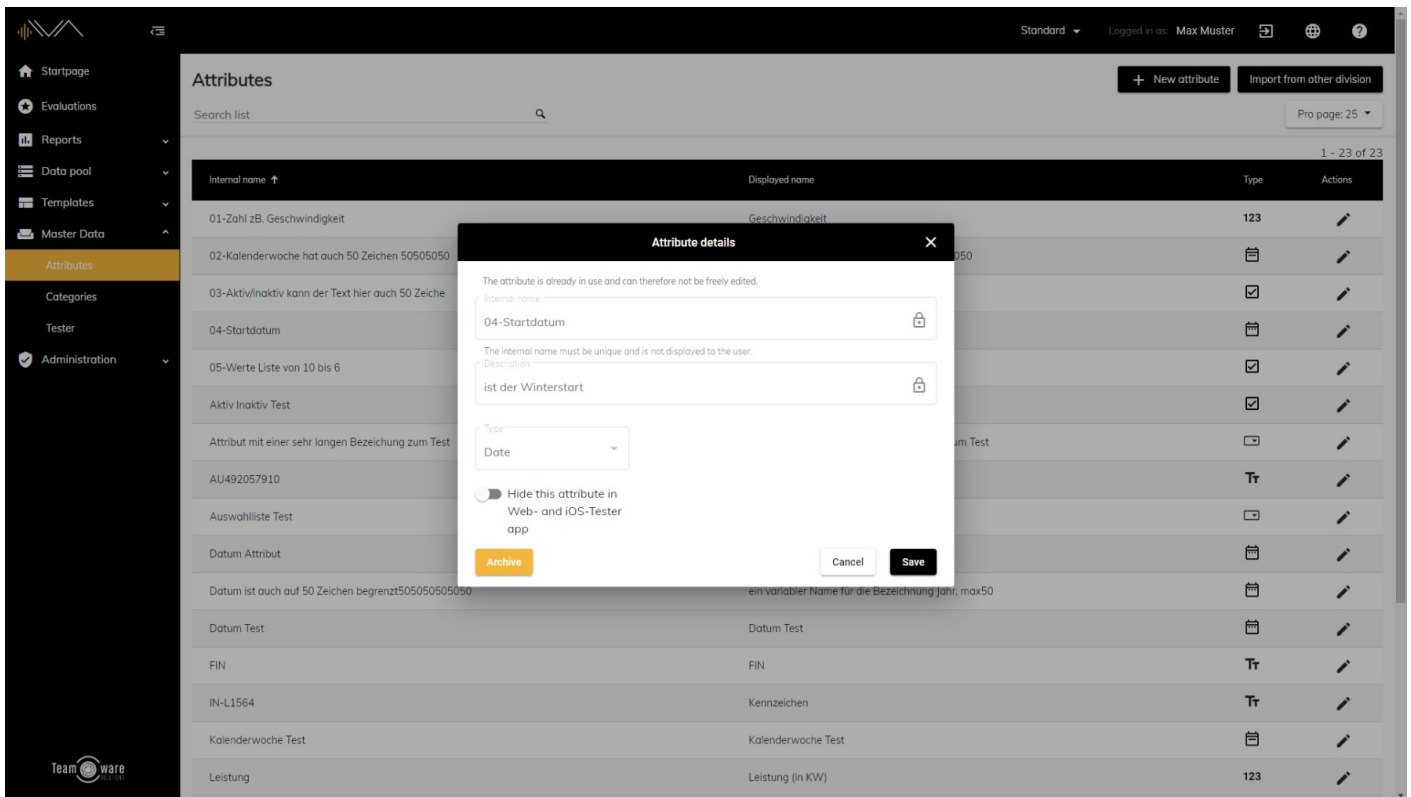 Standard Logged in as: Max Muster
Startpage
Evaluations
Reports
Data pool
Templates
Master Data
Attributes
Categories
Tester
Administration
Team ware
SOLUTIONS
Attributes
+ New attribute Import from other division
Search list
Pro page: 25
1 - 23 of 23
Internal name Displayed name Type Actions
01-Zahl zB. Geschwindigkeit Geschwindigkeit 123
02-Kalenderwoche hat auch 50 Zeichen 50505050 050
03-Aktiv/inaktiv kann der Text hier auch 50 Zeiche
04-Startdatum
05-Werte Liste von 10 bis 6
Aktiv Inaktiv Test
Attribut mit einer sehr langen Bezeichung zum Test um Test
AU492057910 Tт
Auswahlliste Test
Datum Attribut
Datum ist auch auf 50 Zeichen begrenzt505050505050 ein variabler Name für die Bezeichnung Jahr, max50
Datum Test Datum Test
FIN FIN Tт
IN-L1564 Kennzeichen Tт
Kalenderwoche Test Kalenderwoche Test
Leistung Leistung (in KW) 123
Attribute details
The attribute is already in use and can therefore not be freely edited.
Internal name
04-Startdatum
The internal name must be unique and is not displayed to the user.
Description
ist der Winterstart
Type
Date
Hide this attribute in
Web- and iOS-Tester
app
Archive Cancel Save